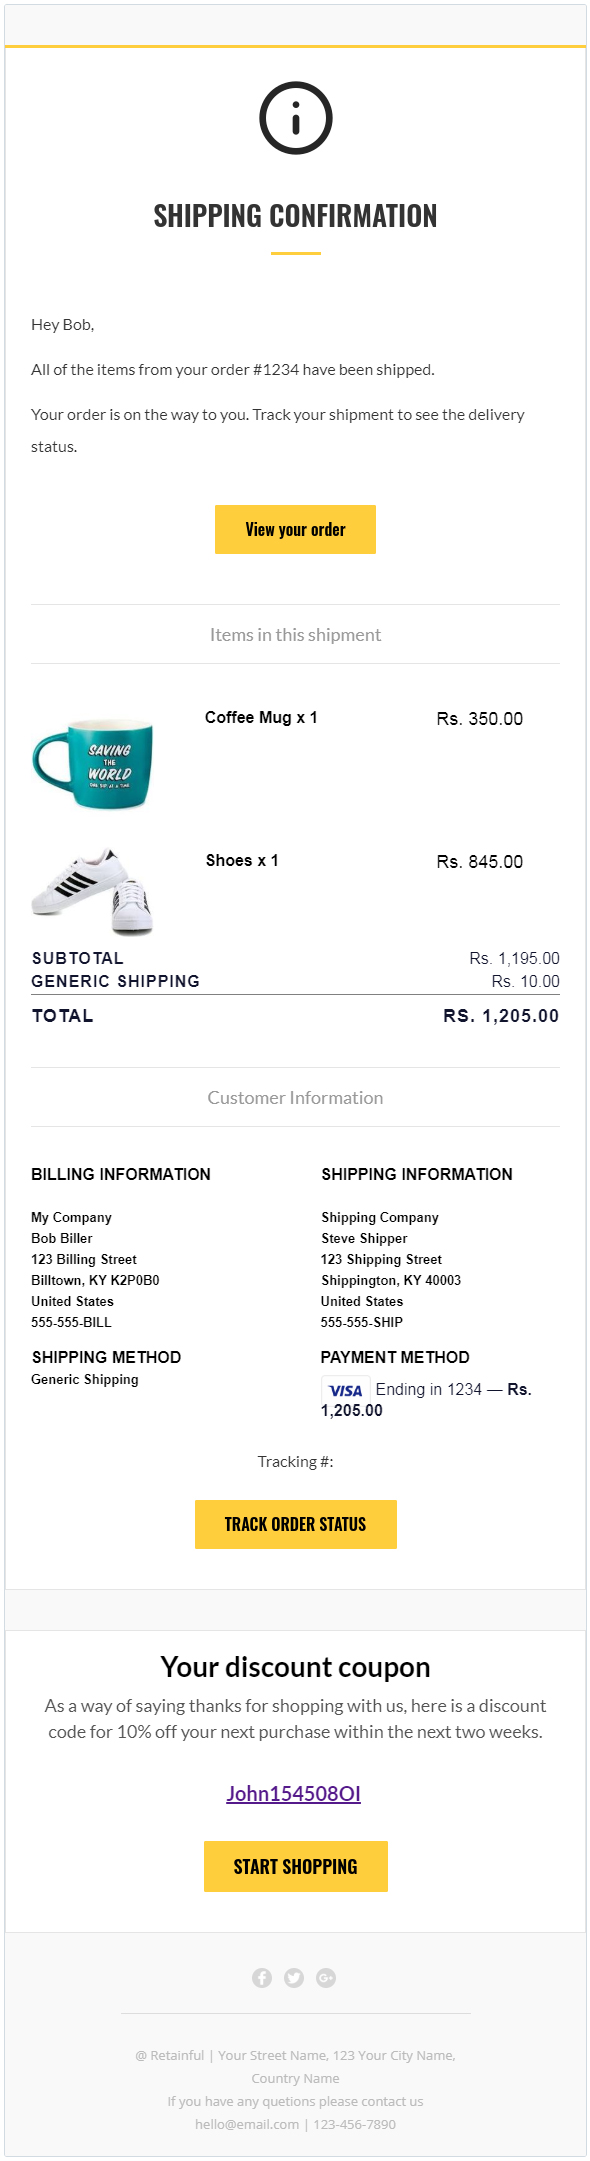 SHIPPING CONFIRMATION
Hey Bob,
All of the items from your order #1234 have been shipped.
Your order is on the way to you. Track your shipment to see the delivery
status.
View your order
Items in this shipment
SAVING
THE
WORLD
ONE SIP AT A TIME
Coffee Mug x 1
Rs. 350.00
Shoes x 1
Rs. 845.00
SUBTOTAL Rs. 1,195.00
GENERIC SHIPPING Rs. 10.00
TOTAL RS. 1,205.00
Customer Information
BILLING INFORMATION
My Company
Bob Biller
123 Billing Street
Billtown, KY K2P0B0
United States
555-555-BILL
SHIPPING INFORMATION
Shipping Company
Steve Shipper
123 Shipping Street
Shippington, KY 40003
United States
555-555-SHIP
SHIPPING METHOD
Generic Shipping
PAYMENT METHOD
VISA Ending in 1234 — Rs.
1,205.00
Tracking #:
TRACK ORDER STATUS
Your discount coupon
As a way of saying thanks for shopping with us, here is a discount
code for 10% off your next purchase within the next two weeks.
John154508OI
START SHOPPING
@ Retainful | Your Street Name, 123 Your City Name,
Country Name
If you have any quetions please contact us
hello@email.com | 123-456-7890